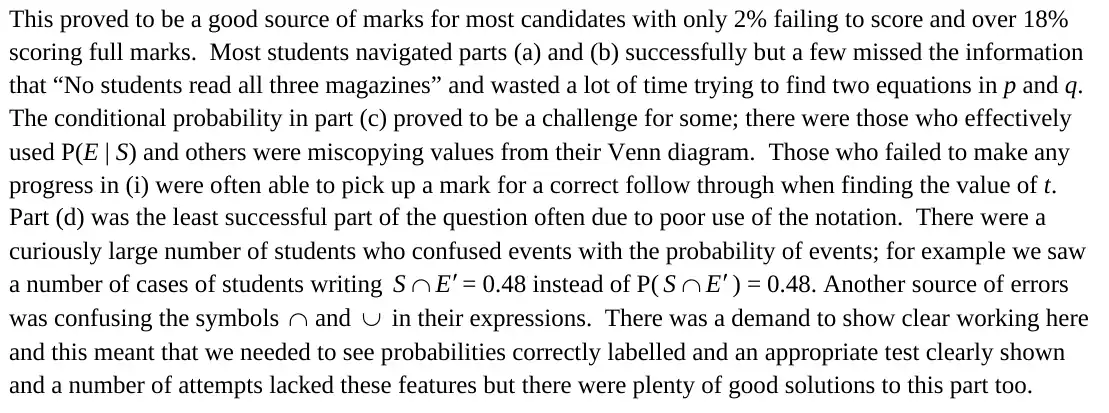 This proved to be a good source of marks for most candidates with only 2% failing to score and over 18%
scoring full marks.  Most students navigated parts (a) and (b) successfully but a few missed the information
that “No students read all three magazines” and wasted a lot of time trying to find two equations in p and q.
The conditional probability in part (c) proved to be a challenge for some; there were those who effectively
used P(E | S) and others were miscopying values from their Venn diagram.  Those who failed to make any
progress in (i) were often able to pick up a mark for a correct follow through when finding the value of t.
Part (d) was the least successful part of the question often due to poor use of the notation.  There were a
curiously large number of students who confused events with the probability of events; for example we saw
a number of cases of students writing S ∩ E′ = 0.48 instead of P( S ∩ E′ ) = 0.48. Another source of errors
was confusing the symbols ∩ and ∪ in their expressions.  There was a demand to show clear working here
and this meant that we needed to see probabilities correctly labelled and an appropriate test clearly shown
and a number of attempts lacked these features but there were plenty of good solutions to this part too.